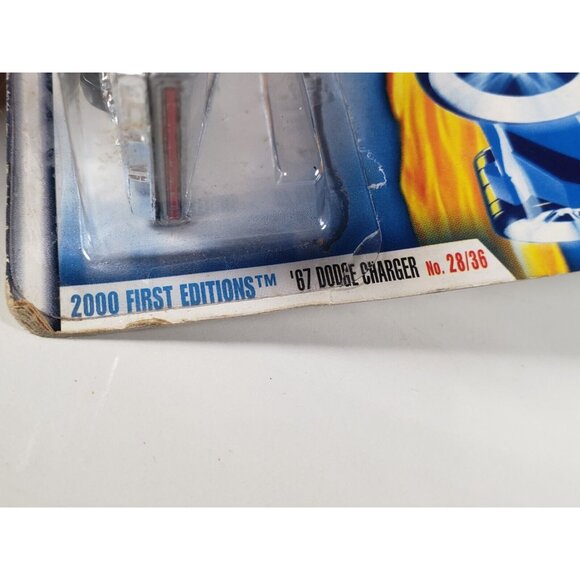 2000 FIRST EDITIONS™ '67 DODGE CHARGER No. 28/36